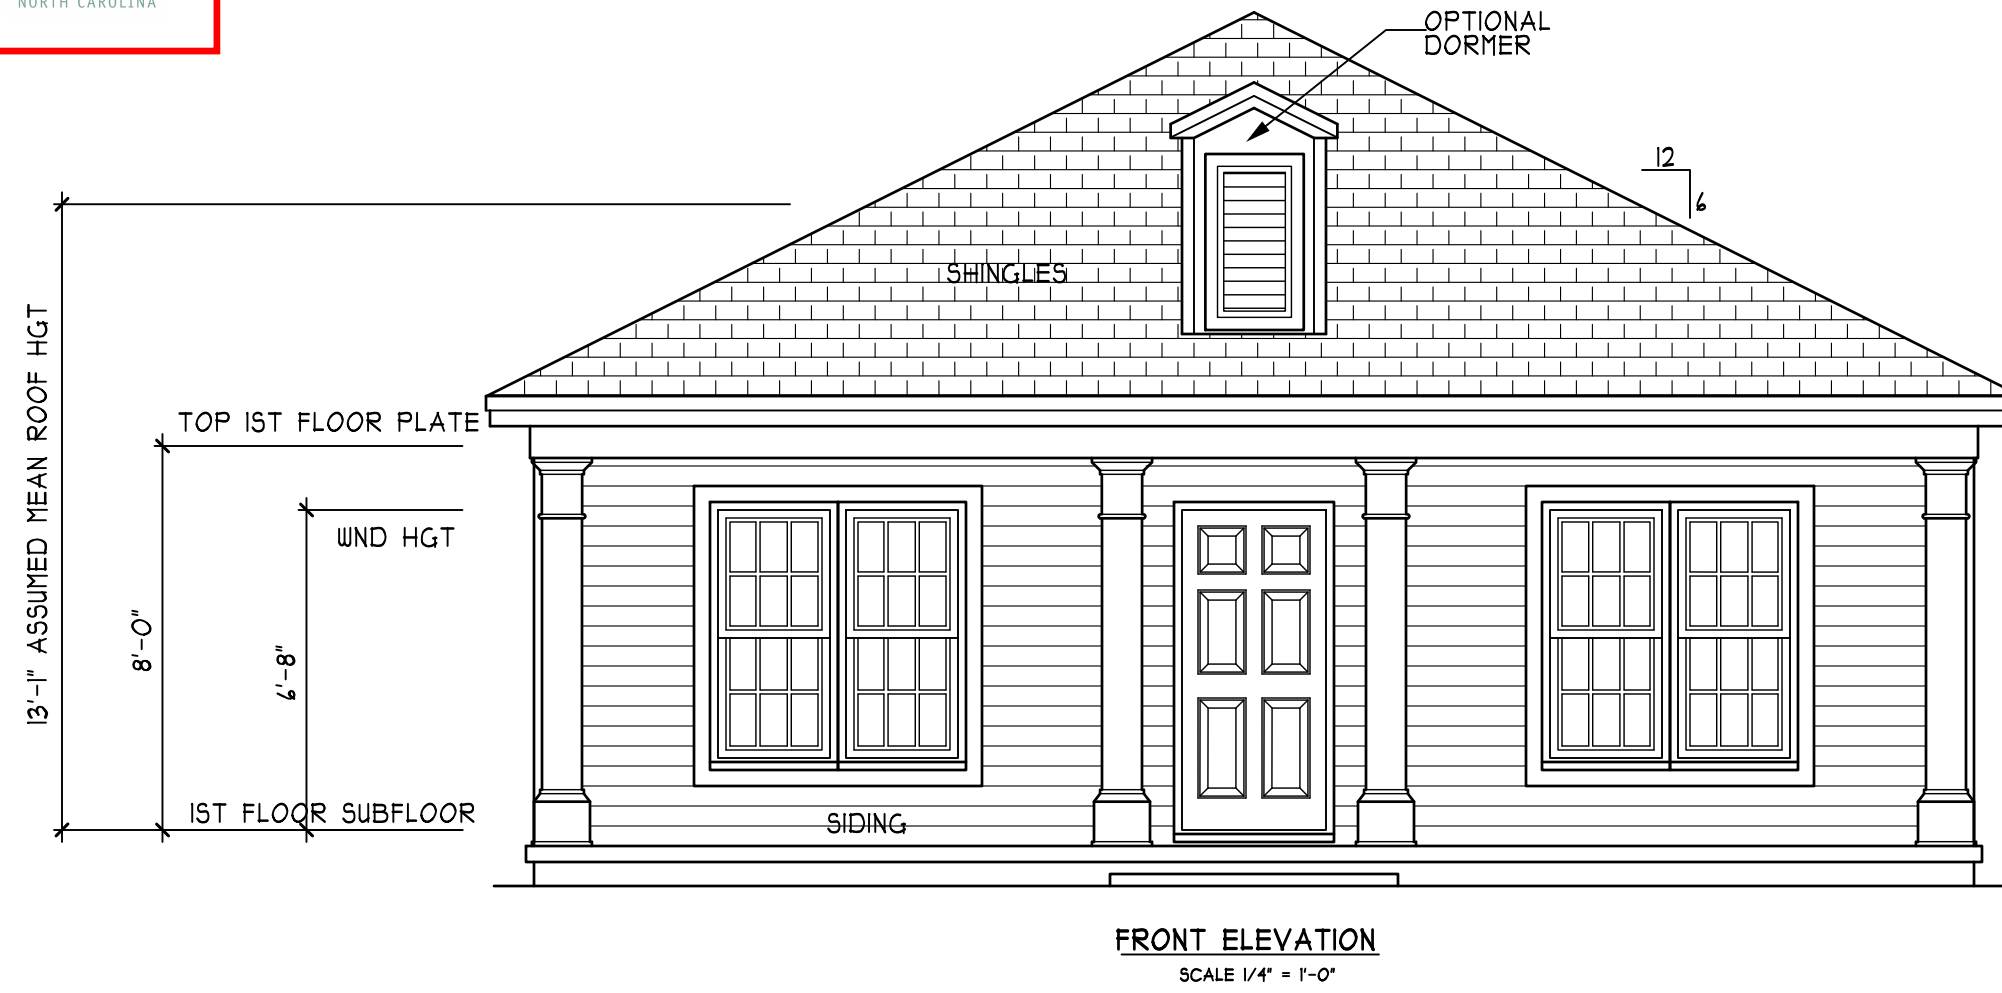 NORTH CAROLINA
OPTIONAL
DORMER
12
6
SHINGLES
13'-1" ASSUMED MEAN ROOF HGT
TOP 1ST FLOOR PLATE
WND HGT
8'-0"
6'-8"
1ST FLOOR SUBFLOOR
SIDING
FRONT ELEVATION
SCALE 1/4" = 1'-0"